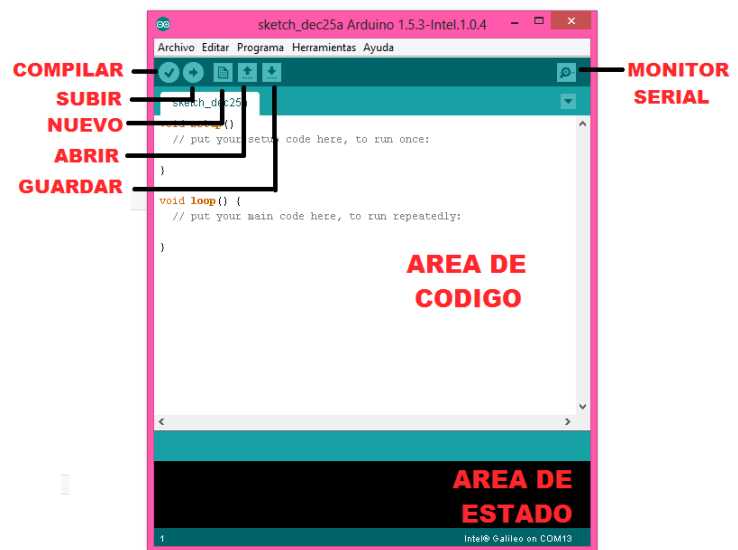 sketch_dec25a Arduino 1.5.3-Intel.1.0.4
Archivo Editar Programa Herramientas Ayuda
COMPILAR
SUBIR
NUEVO
ABRIR
GUARDAR
MONITOR
SERIAL
sketch_dec25a
void setup()
// put your setup code here, to run once:
}
void loop() {
// put your main code here, to run repeatedly:
}
AREA DE
CODIGO
AREA DE
ESTADO
1
Intel® Galileo on COM13